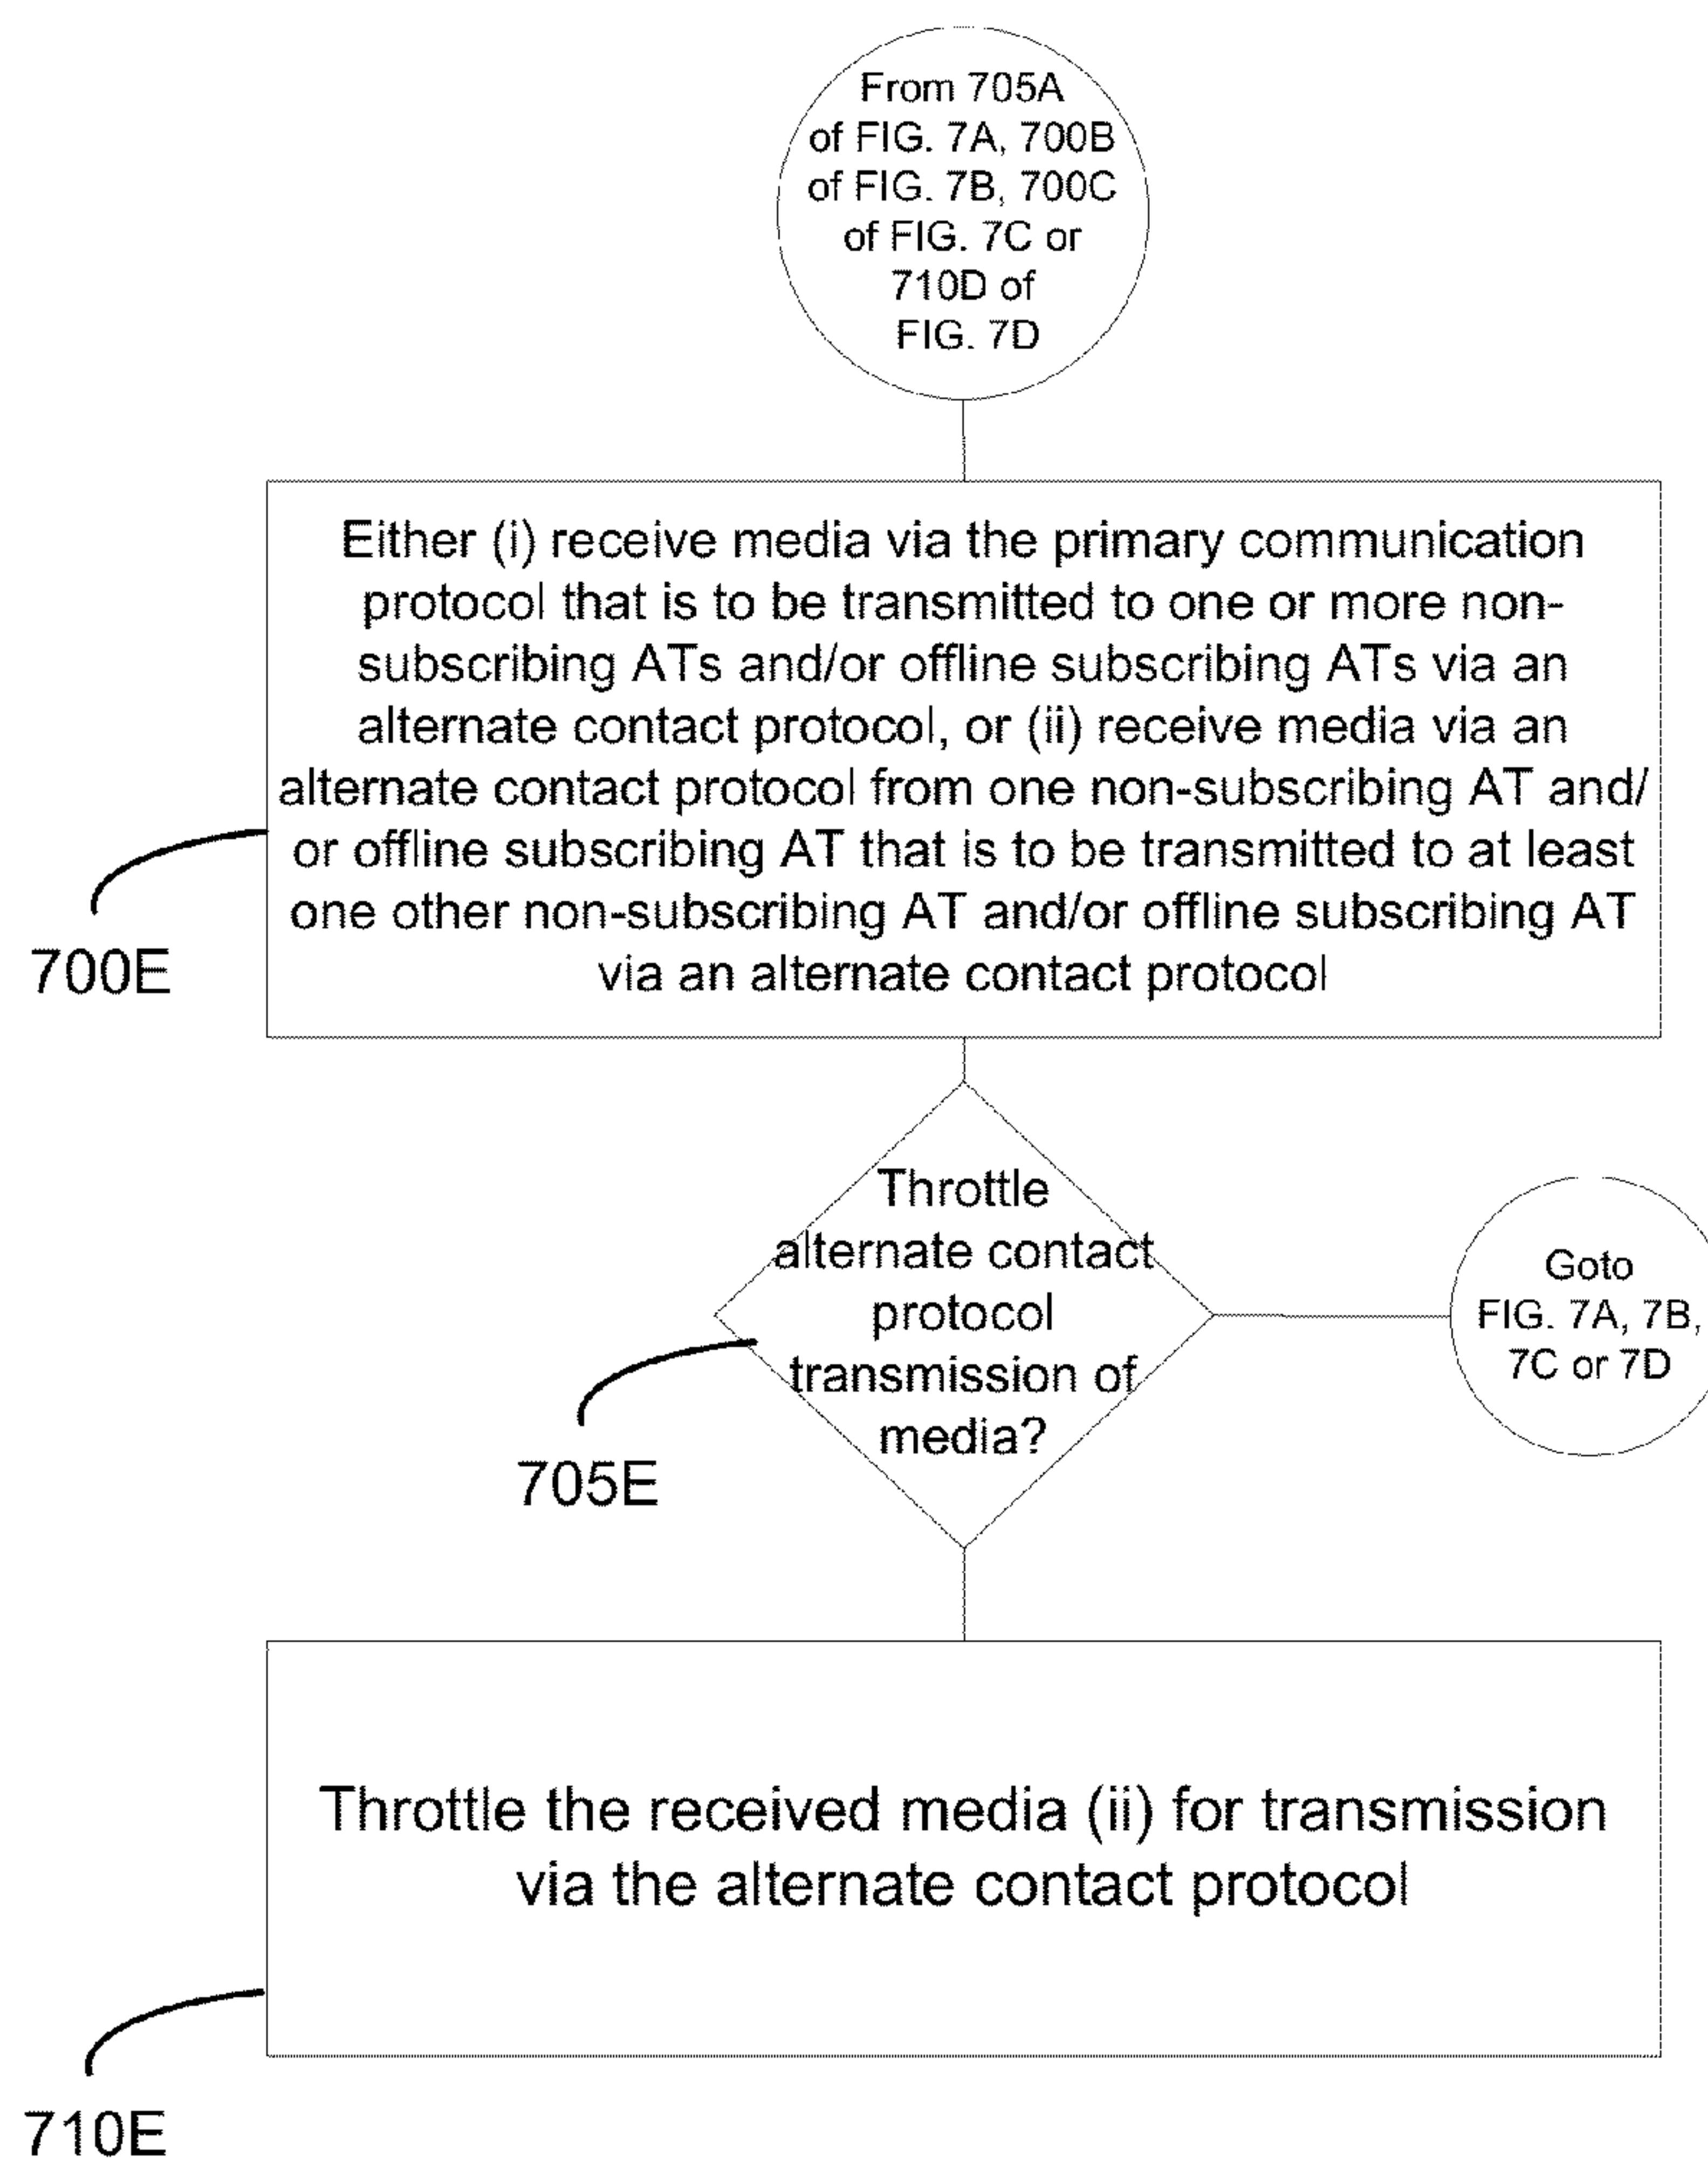 From 705A
of FIG. 7A, 700B
of FIG. 7B, 700C
of FIG. 7C or
710D of
FIG. 7D
Either (i) receive media via the primary communication
protocol that is to be transmitted to one or more non-
subscribing ATs and/or offline subscribing ATs via an
alternate contact protocol, or (ii) receive media via an
alternate contact protocol from one non-subscribing AT and/
or offline subscribing AT that is to be transmitted to at least
one other non-subscribing AT and/or offline subscribing AT
via an alternate contact protocol
700E
Throttle
alternate contact
protocol
transmission of
media?
705E
Goto
FIG. 7A, 7B,
7C or 7D
Throttle the received media (ii) for transmission
via the alternate contact protocol
710E